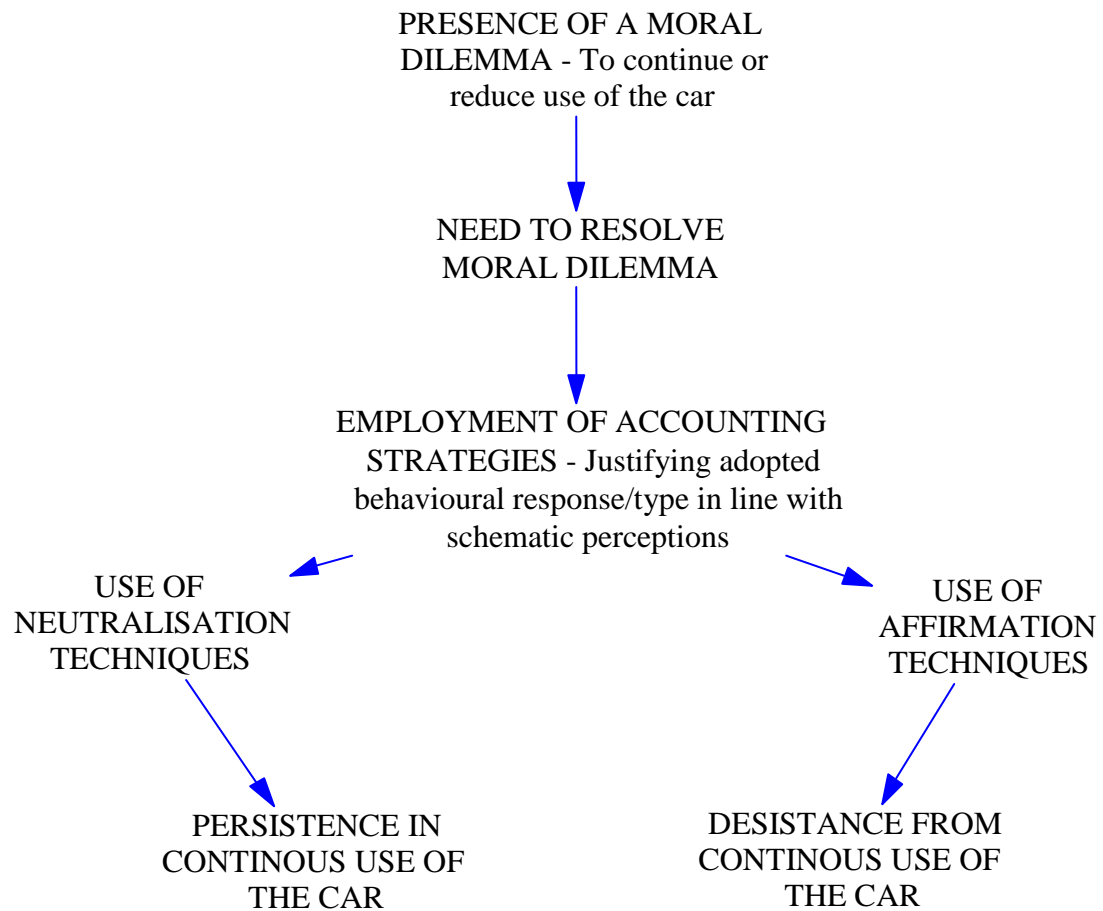 PRESENCE OF A MORAL
DILEMMA - To continue or
reduce use of the car
NEED TO RESOLVE
MORAL DILEMMA
EMPLOYMENT OF ACCOUNTING
STRATEGIES - Justifying adopted
behavioural response/type in line with
schematic perceptions
USE OF
NEUTRALISATION
TECHNIQUES
USE OF
AFFIRMATION
TECHNIQUES
PERSISTENCE IN
CONTINOUS USE OF
THE CAR
DESISTANCE FROM
CONTINOUS USE OF
THE CAR